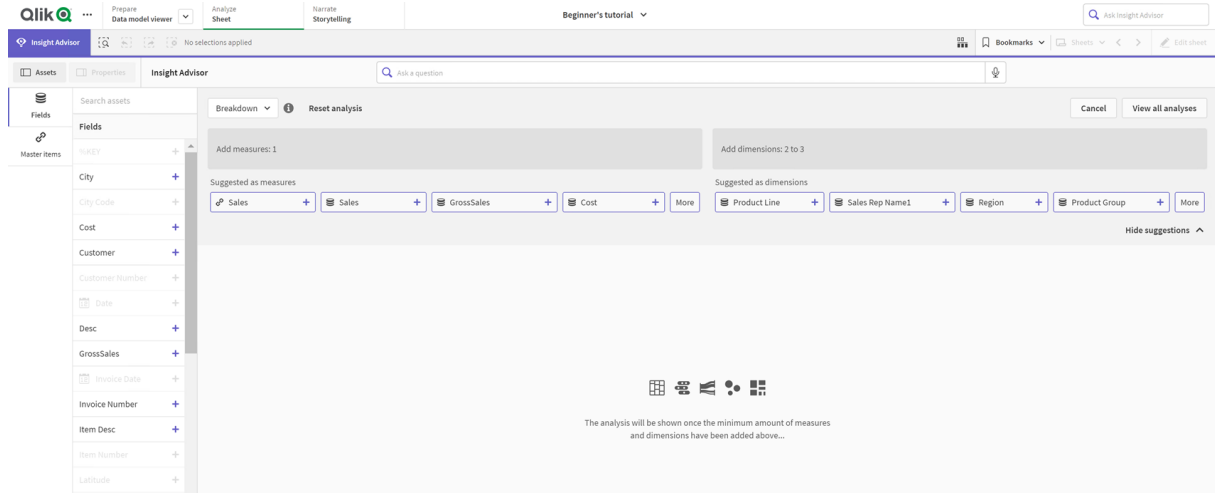 Qlik
Prepare
Data model viewer
Analyze
Sheet
Narrate
Storytelling
Beginner's tutorial
Ask Insight Advisor
Insight Advisor
No selections applied
Bookmarks
Sheets
Edit sheet
Assets
Properties
Insight Advisor
Ask a question
Fields
Master items
Search assets
Fields
%KEY
City
City Code
Cost
Customer
Customer Number
Date
Desc
GrossSales
Invoice Date
Invoice Number
Item Desc
Item Number
Latitude
Breakdown
Reset analysis
Cancel
View all analyses
Add measures: 1
Add dimensions: 2 to 3
Suggested as measures
Sales
Sales
GrossSales
Cost
More
Suggested as dimensions
Product Line
Sales Rep Name1
Region
Product Group
More
Hide suggestions
The analysis will be shown once the minimum amount of measures
and dimensions have been added above...